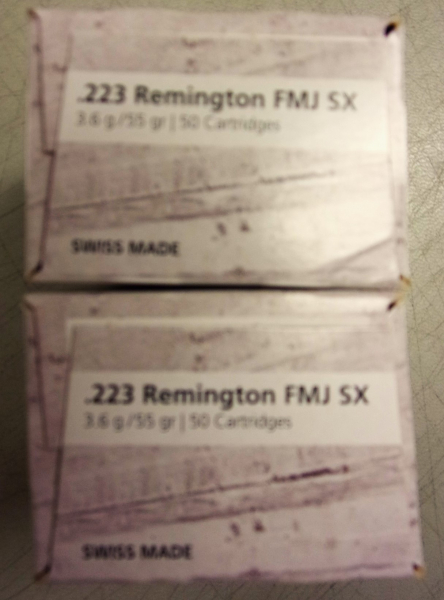 .223 Remington FMJ SX
3.6 g/55 gr | 50 Cartridges
SWISS MADE
.223 Remington FMJ SX
3.6 g/55 gr | 50 Cartridges
SWISS MADE